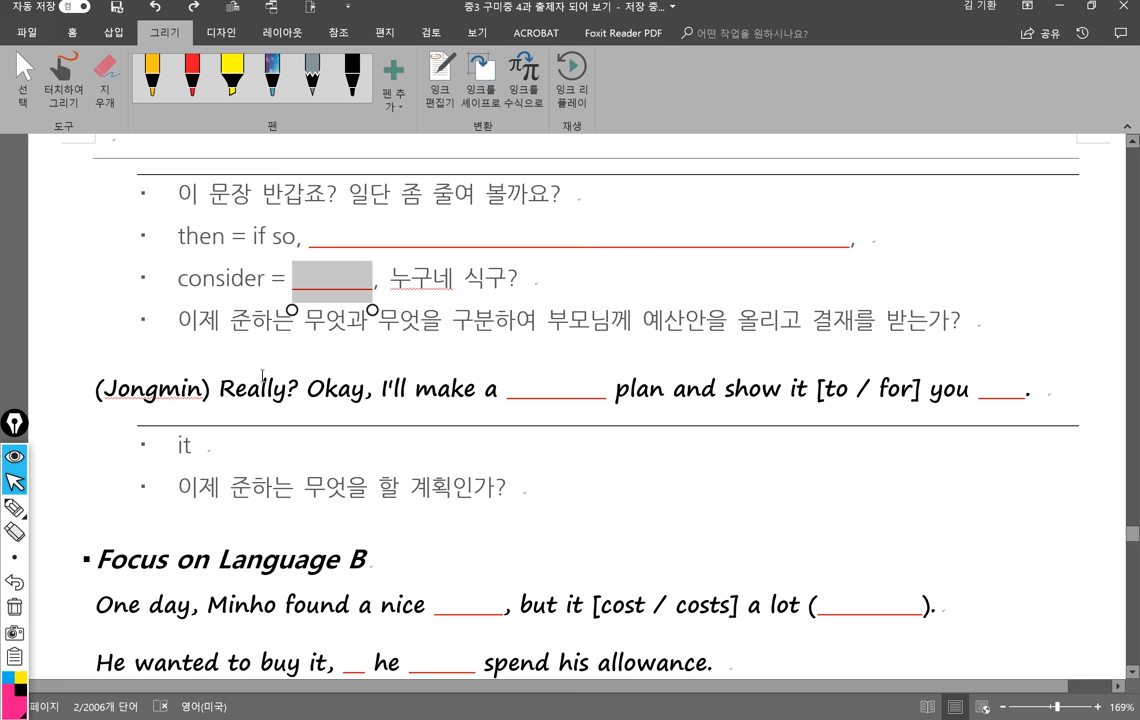 자동 저장 켬 중3 구미중 4과 출제자 되어 보기 - 저장 중... 김 기환
파일 홈 삽입 그리기 디자인 레이아웃 참조 편지 검토 보기 ACROBAT Foxit Reader PDF 어떤 작업을 원하시나요? 공유
선택 터치하여 그리기 지우개 펜 추가 잉크 편집기 잉크를 셰이프로 잉크를 수식으로 잉크 리플레이
도구 펜 변환 재생
이 문장 반갑죠? 일단 좀 줄여 볼까요?
then = if so, ____________________,
consider = ______, 누구네 식구?
이제 준하는 무엇과 무엇을 구분하여 부모님께 예산안을 올리고 결재를 받는가?
(Jongmin) Really? Okay, I'll make a ________ plan and show it [to / for] you ____.
it
이제 준하는 무엇을 할 계획인가?
▪ Focus on Language B
One day, Minho found a nice ______, but it [cost / costs] a lot (_________).
He wanted to buy it, __ he ______ spend his allowance.
페이지 2/2006개 단어 영어(미국) 169%